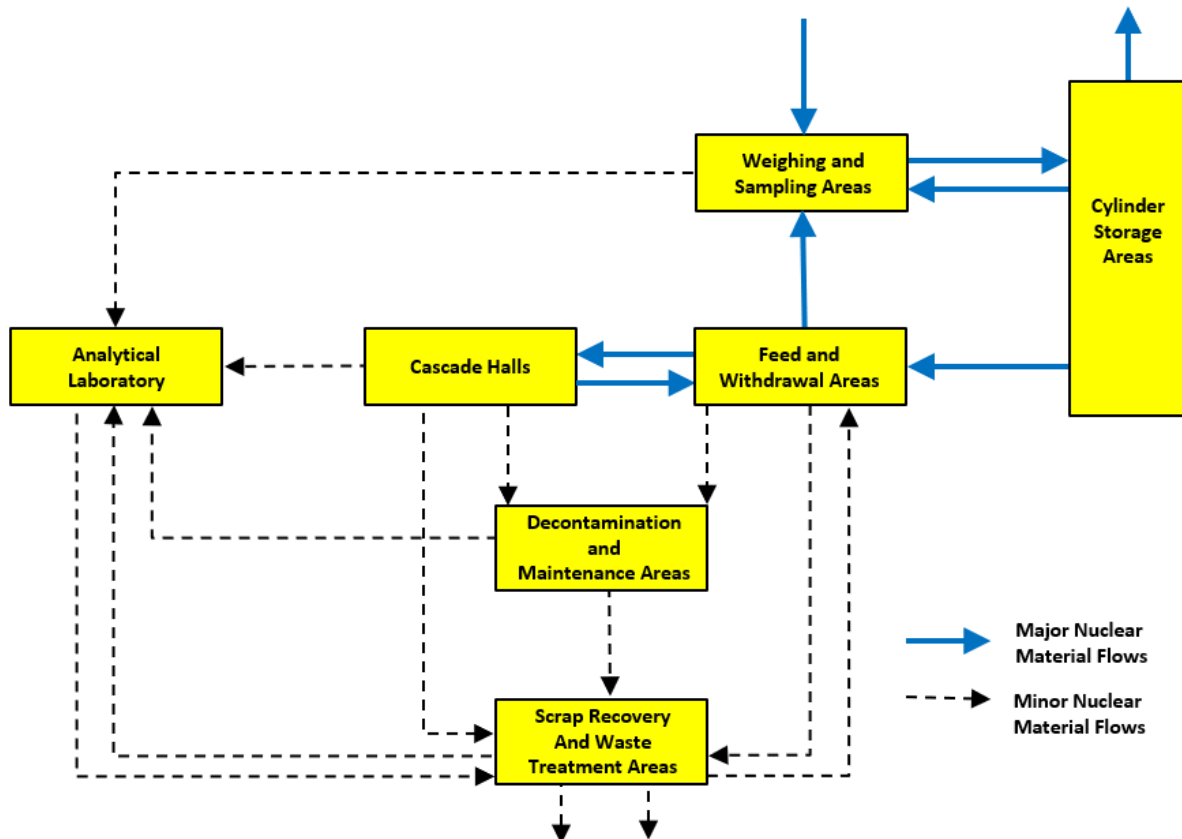 Weighing and
Sampling Areas
Cylinder
Storage
Areas
Analytical
Laboratory
Cascade Halls
Feed and
Withdrawal Areas
Decontamination
and
Maintenance Areas
Major Nuclear
Material Flows
Minor Nuclear
Material Flows
Scrap Recovery
And Waste
Treatment Areas